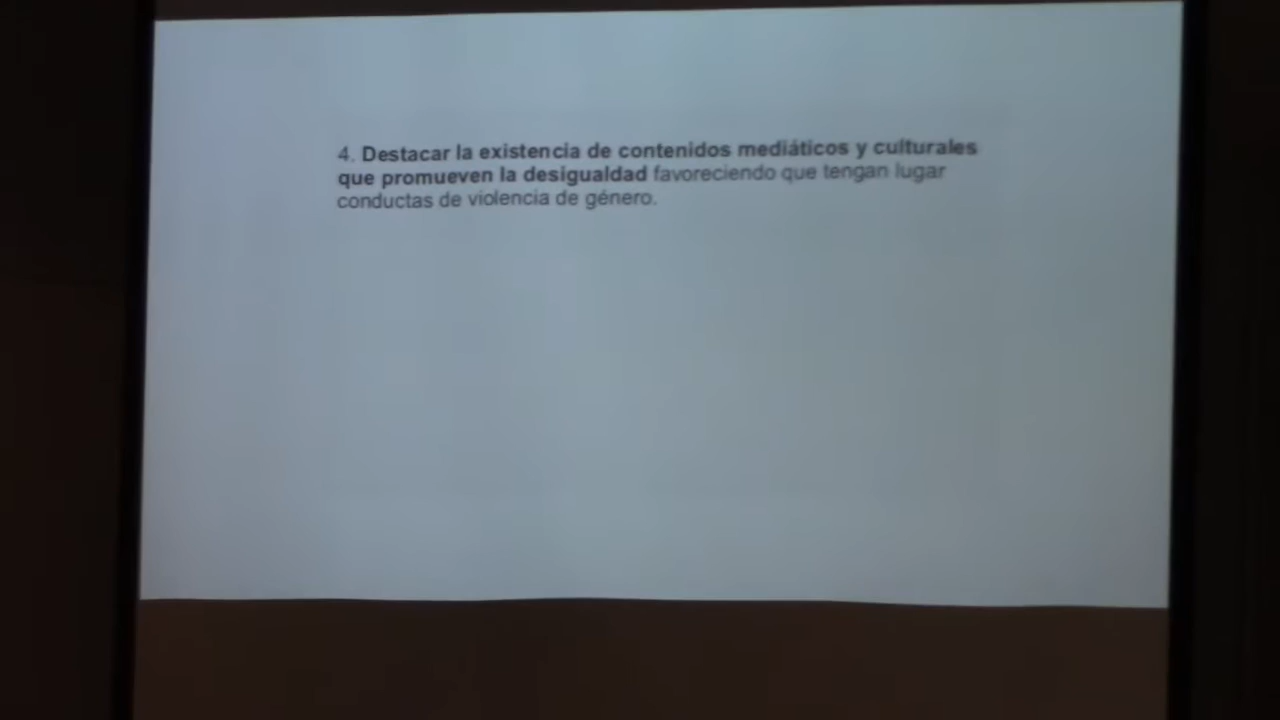 4. Destacar la existencia de contenidos mediáticos y culturales
que promueven la desigualdad favoreciendo que tengan lugar
conductas de violencia de género.